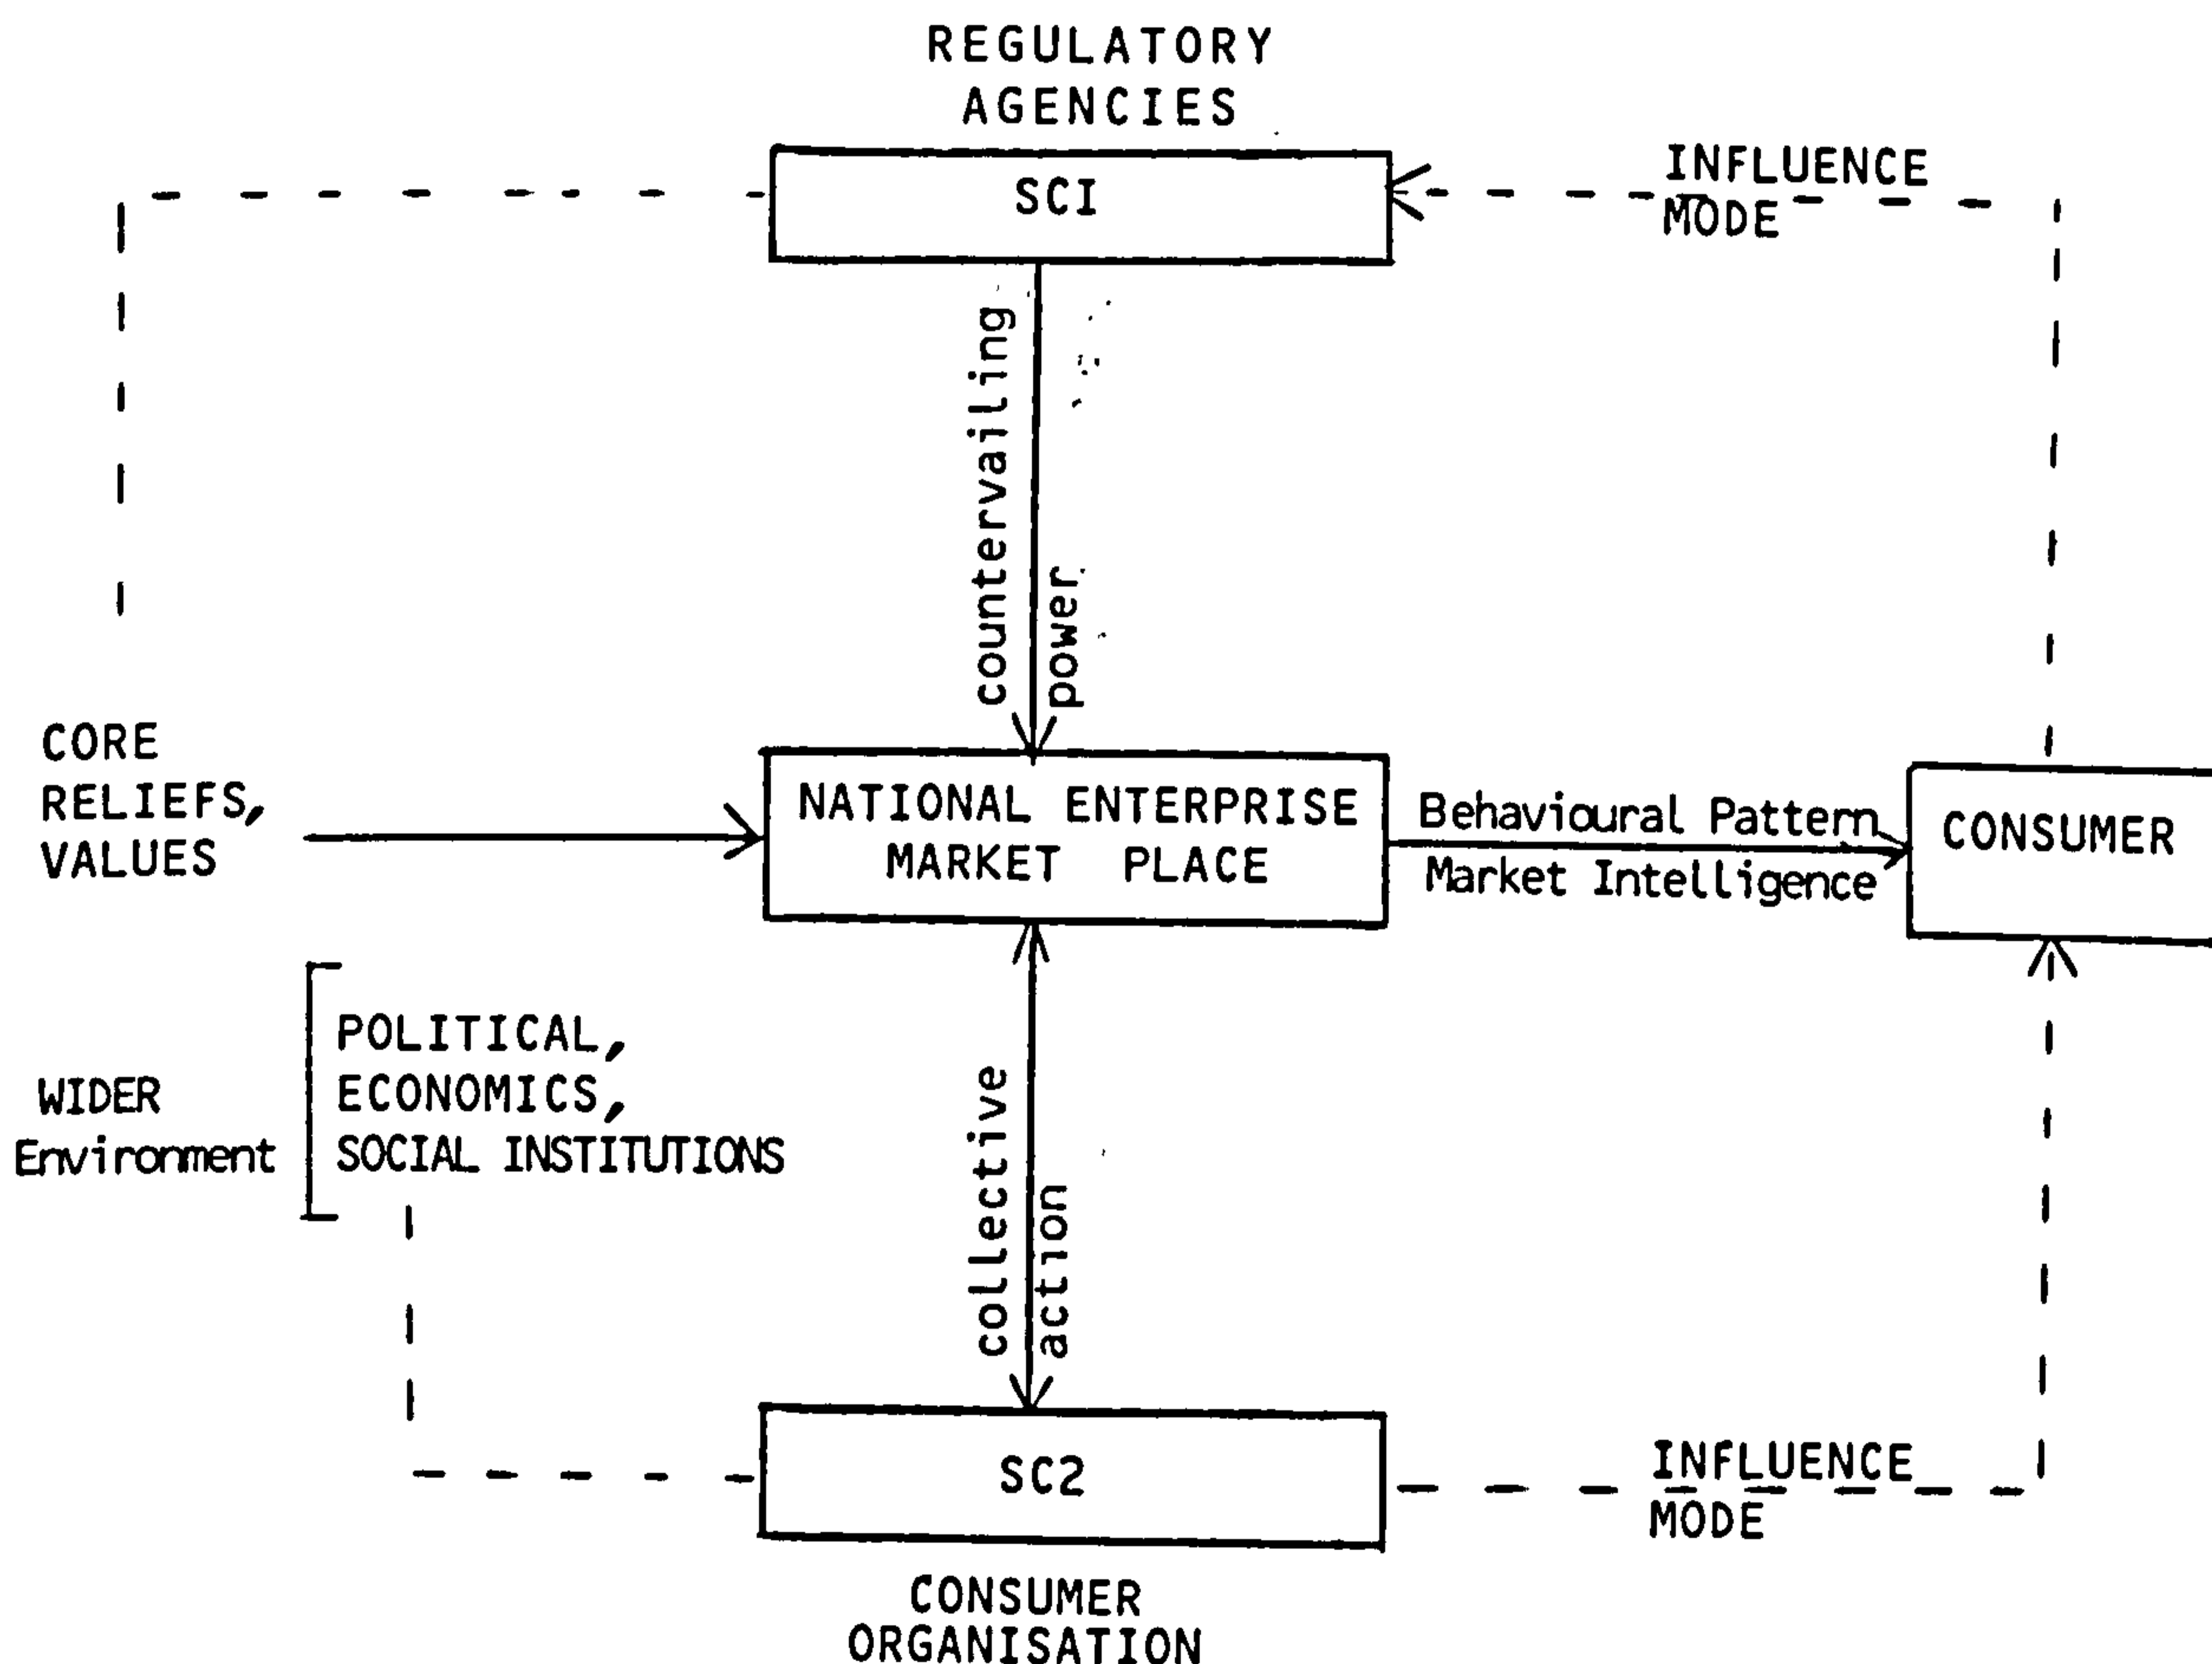 REGULATORY
AGENCIES
SCI
INFLUENCE
MODE
countervailing
power
CORE
RELIEFS,
VALUES
NATIONAL ENTERPRISE
MARKET PLACE
Behavioural Pattern
Market Intelligence
CONSUMER
WIDER
Environment
POLITICAL,
ECONOMICS,
SOCIAL INSTITUTIONS
collective
action
SC2
INFLUENCE
MODE
CONSUMER
ORGANISATION